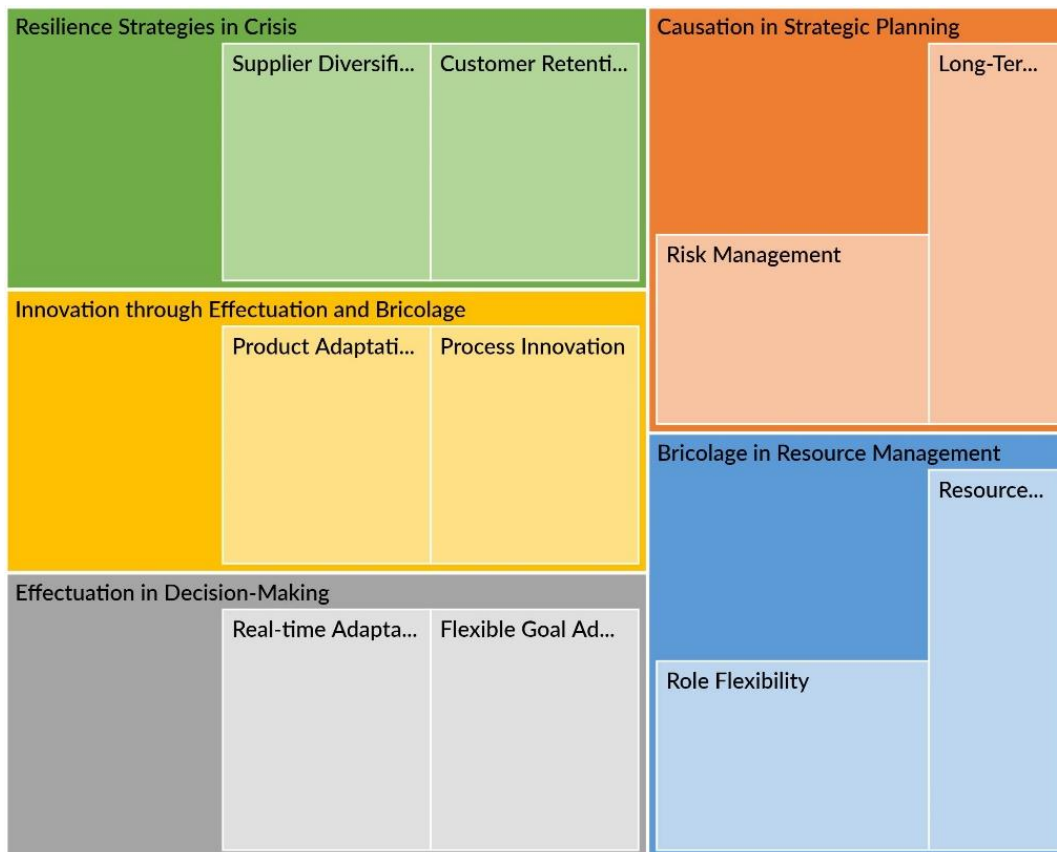 Resilience Strategies in Crisis
Supplier Diversifi...
Customer Retenti...
Innovation through Effectuation and Bricolage
Product Adaptati...
Process Innovation
Effectuation in Decision-Making
Real-time Adapta...
Flexible Goal Ad...
Causation in Strategic Planning
Long-Ter...
Risk Management
Bricolage in Resource Management
Resource...
Role Flexibility